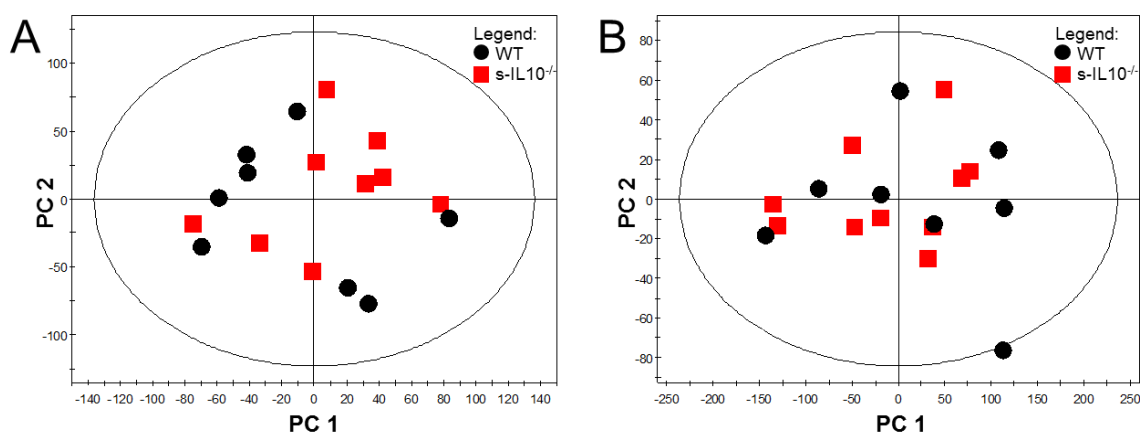 A
Legend:
WT
s-IL10-/-
100
50
0
-50
-100
-140 -120 -100 -80 -60 -40 -20 0 20 40 60 80 100 120 140
PC 1
PC 2
B
Legend:
WT
s-IL10-/-
80
60
40
20
0
-20
-40
-60
-80
-250 -200 -150 -100 -50 0 50 100 150 200 250
PC 1
PC 2